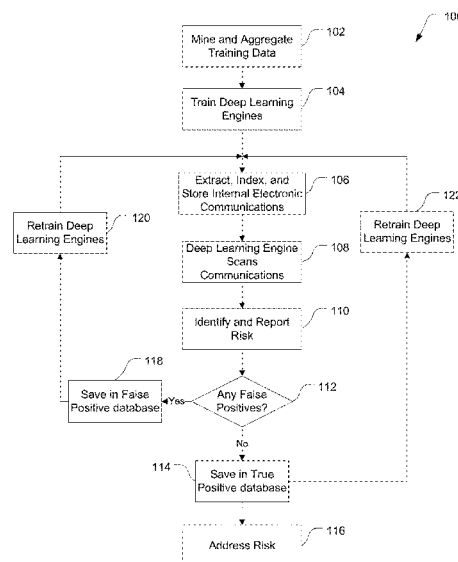 100
Mine and Aggregate
Training Data
102
Train Deep Learning
Engines
104
Extract, Index, and
Store Internal Electronic
Communications
106
Retrain Deep
Learning Engines
120
Retrain Deep
Learning Engines
122
Deep Learning Engine
Scans
Communications
108
Identify and Report
Risk
110
118
Save in False
Positive database
Yes
Any False
Positives?
112
No
114
Save in True
Positive database
Address Risk
116